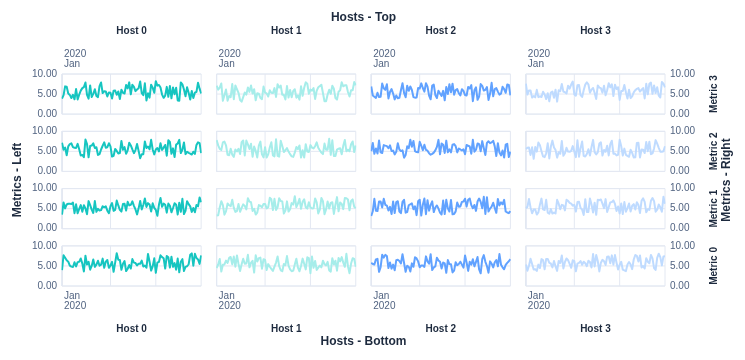 Hosts - Top
Host 0 Host 1 Host 2 Host 3
2020 2020 2020 2020
Jan Jan Jan Jan
10.00 10.00
5.00 5.00
0.00 0.00
Metric 3
10.00 10.00
5.00 5.00
0.00 0.00
Metric 2
Metrics - Left
Metrics - Right
10.00 10.00
5.00 5.00
0.00 0.00
Metric 1
10.00 10.00
5.00 5.00
0.00 0.00
Metric 0
Jan Jan Jan Jan
2020 2020 2020 2020
Host 0 Host 1 Host 2 Host 3
Hosts - Bottom